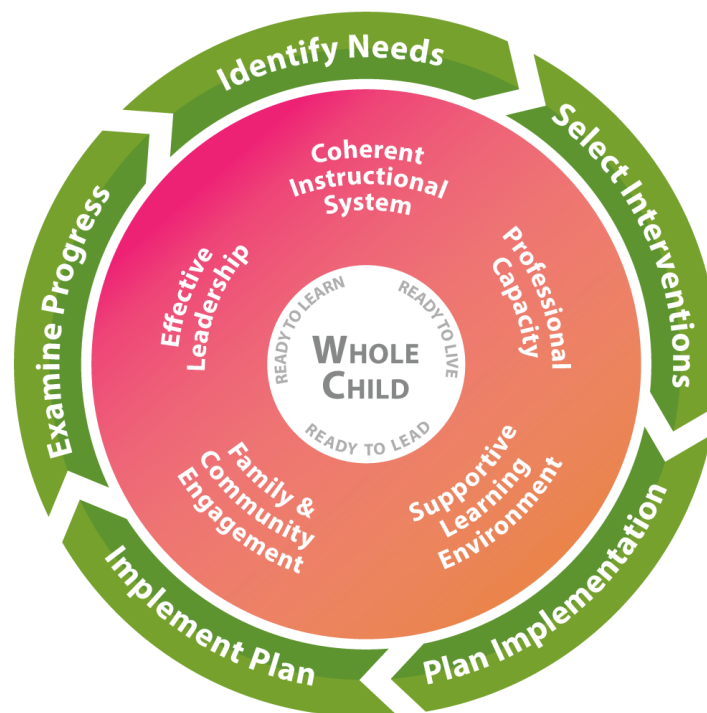 Identify Needs
Select Interventions
Plan Implementation
Implement Plan
Examine Progress
Coherent
Instructional
System
Professional
Capacity
Supportive
Learning
Environment
Family &
Community
Engagement
Effective
Leadership
READY TO LEARN
READY TO LIVE
READY TO LEAD
WHOLE
CHILD